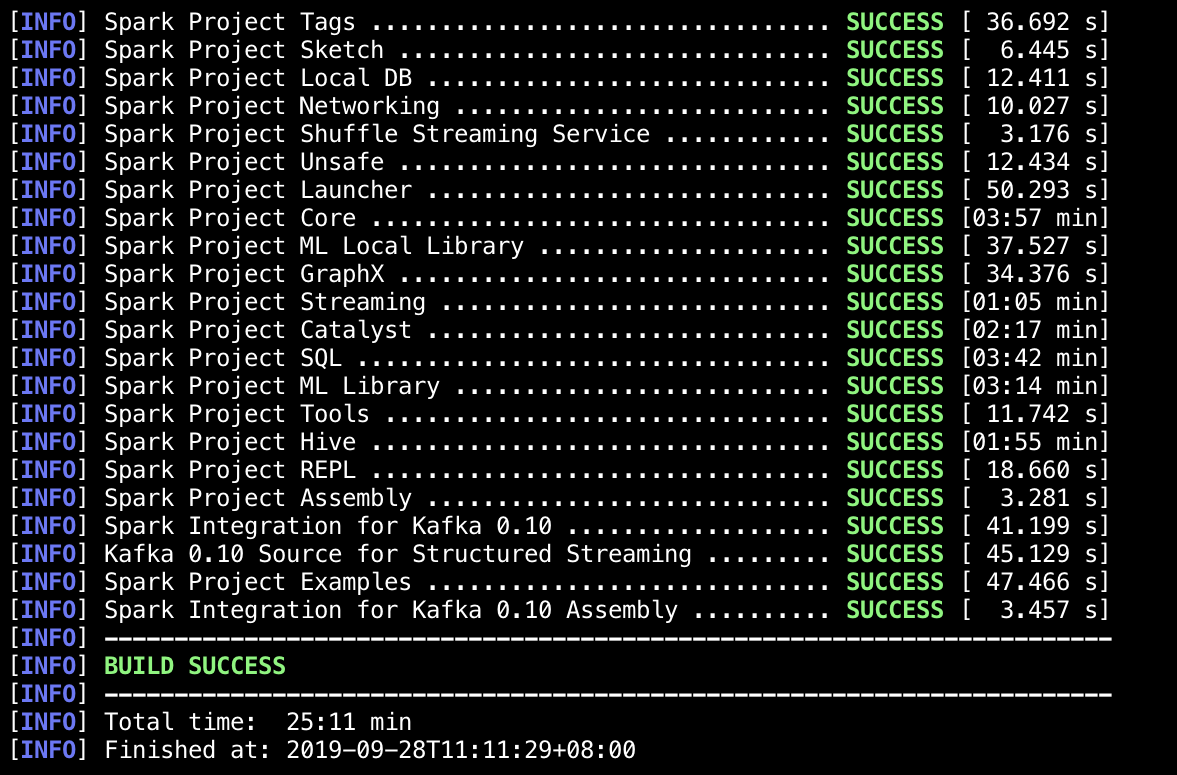 [INFO] Spark Project Tags ................................. SUCCESS [ 36.692 s]
[INFO] Spark Project Sketch ............................... SUCCESS [  6.445 s]
[INFO] Spark Project Local DB ............................. SUCCESS [ 12.411 s]
[INFO] Spark Project Networking ........................... SUCCESS [ 10.027 s]
[INFO] Spark Project Shuffle Streaming Service ............ SUCCESS [  3.176 s]
[INFO] Spark Project Unsafe ............................... SUCCESS [ 12.434 s]
[INFO] Spark Project Launcher ............................. SUCCESS [ 50.293 s]
[INFO] Spark Project Core ................................. SUCCESS [03:57 min]
[INFO] Spark Project ML Local Library ..................... SUCCESS [ 37.527 s]
[INFO] Spark Project GraphX ............................... SUCCESS [ 34.376 s]
[INFO] Spark Project Streaming ............................ SUCCESS [01:05 min]
[INFO] Spark Project Catalyst ............................. SUCCESS [02:17 min]
[INFO] Spark Project SQL .................................. SUCCESS [03:42 min]
[INFO] Spark Project ML Library ........................... SUCCESS [03:14 min]
[INFO] Spark Project Tools ................................ SUCCESS [ 11.742 s]
[INFO] Spark Project Hive ................................. SUCCESS [01:55 min]
[INFO] Spark Project REPL ................................. SUCCESS [ 18.660 s]
[INFO] Spark Project Assembly ............................. SUCCESS [  3.281 s]
[INFO] Spark Integration for Kafka 0.10 ................... SUCCESS [ 41.199 s]
[INFO] Kafka 0.10 Source for Structured Streaming ......... SUCCESS [ 45.129 s]
[INFO] Spark Project Examples ............................. SUCCESS [ 47.466 s]
[INFO] Spark Integration for Kafka 0.10 Assembly .......... SUCCESS [  3.457 s]
[INFO] ------------------------------------------------------------------------
[INFO] BUILD SUCCESS
[INFO] ------------------------------------------------------------------------
[INFO] Total time:  25:11 min
[INFO] Finished at: 2019-09-28T11:11:29+08:00